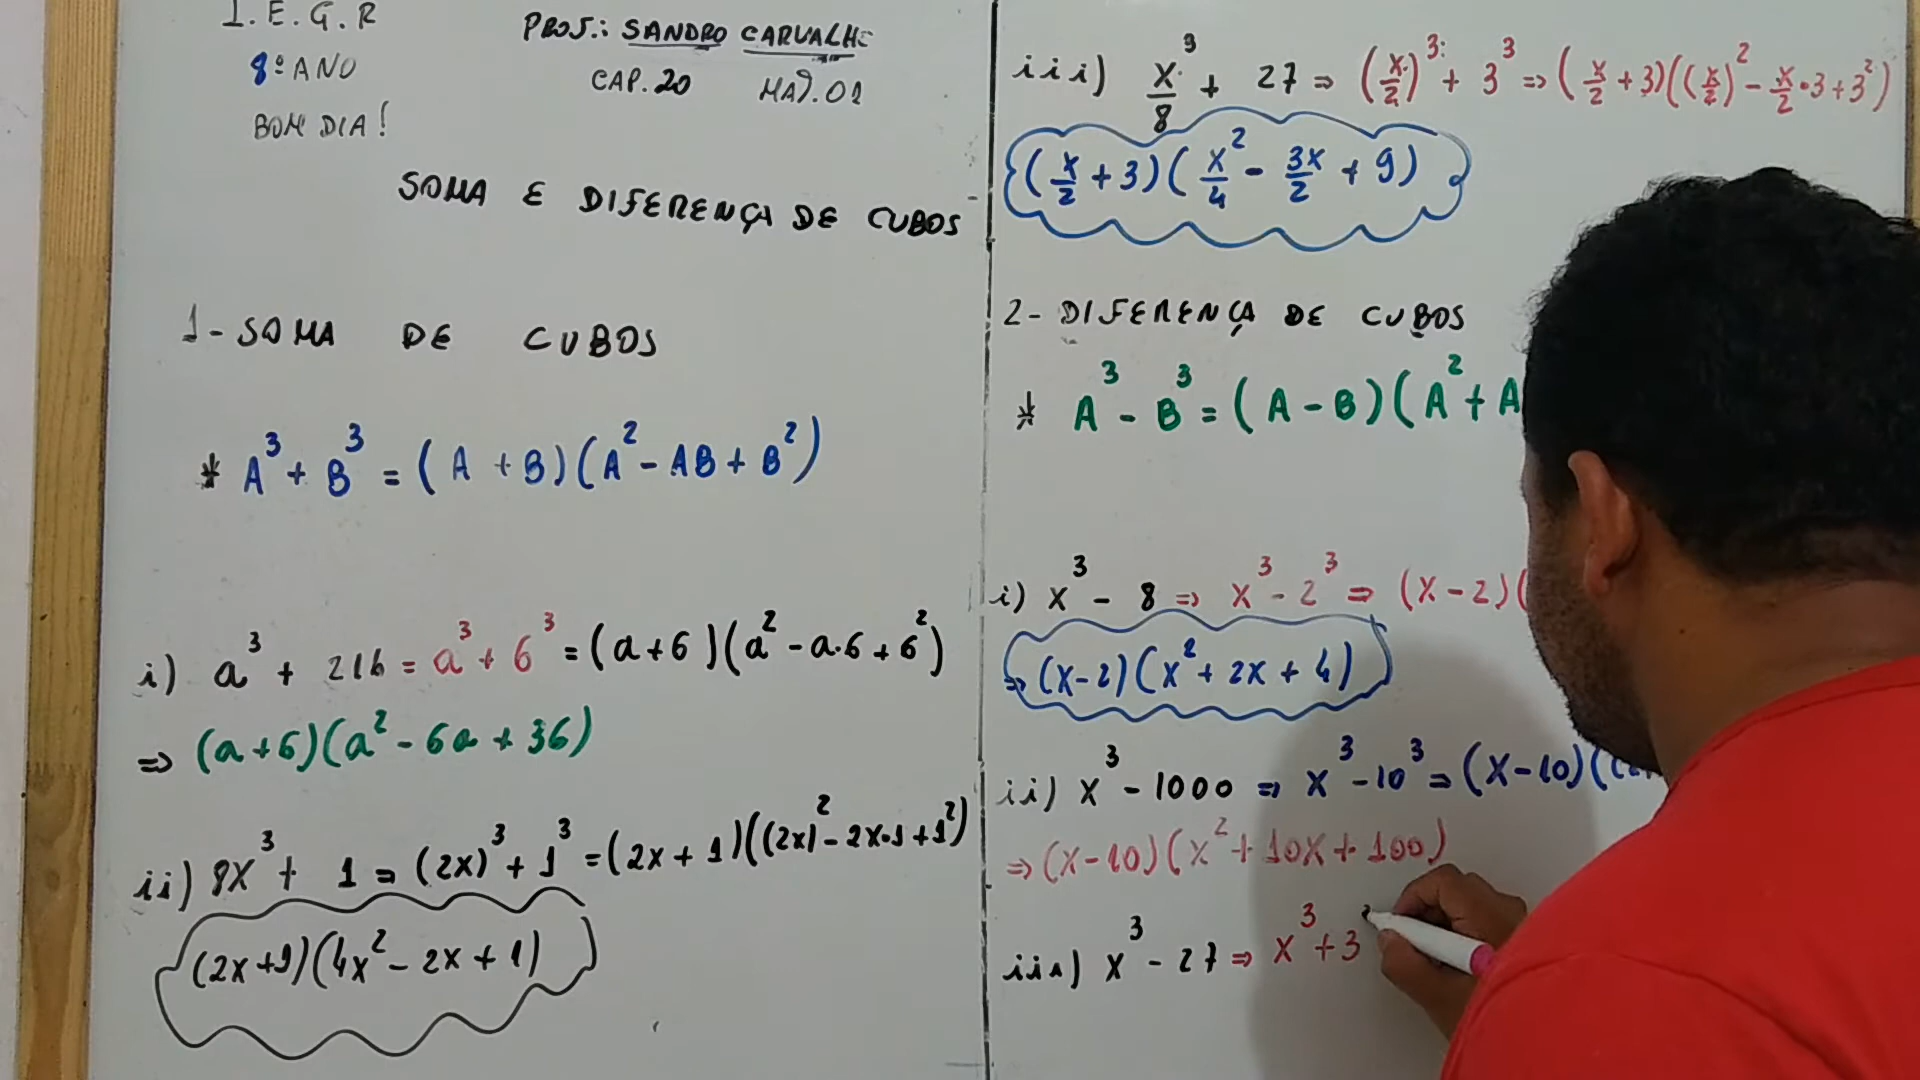 I.E.G.R
8º ANO
BOM DIA!
PROF.: SANDRO CARVALH
CAP.20 MAT.01
SOMA E DIFERENÇA DE CUBOS
1- SOMA DE CUBOS
* A³ + B³ = (A + B)(A² - AB + B²)
i) a³ + 216 = a³ + 6³ = (a+6)(a² - a·6 + 6²)
⇒ (a+6)(a² - 6a + 36)
ii) 8x³ + 1 = (2x)³ + 1³ = (2x + 1)((2x)² - 2x·1 + 1²)
(2x+1)(4x² - 2x + 1)
iii) x³/8 + 27 ⇒ (x/2)³ + 3³ ⇒ (x/2 + 3)((x/2)² - x/2·3 + 3²)
(x/2 + 3)(x²/4 - 3x/2 + 9)
2- DIFERENÇA DE CUBOS
* A³ - B³ = (A - B)(A² + A
i) x³ - 8 ⇒ x³ - 2³ ⇒ (x-2)(
⇒ (x-2)(x² + 2x + 4)
ii) x³ - 1000 ⇒ x³ - 10³ ⇒ (x-10)((
⇒ (x-10)(x² + 10x + 100)
iii) x³ - 27 ⇒ x³ + 3